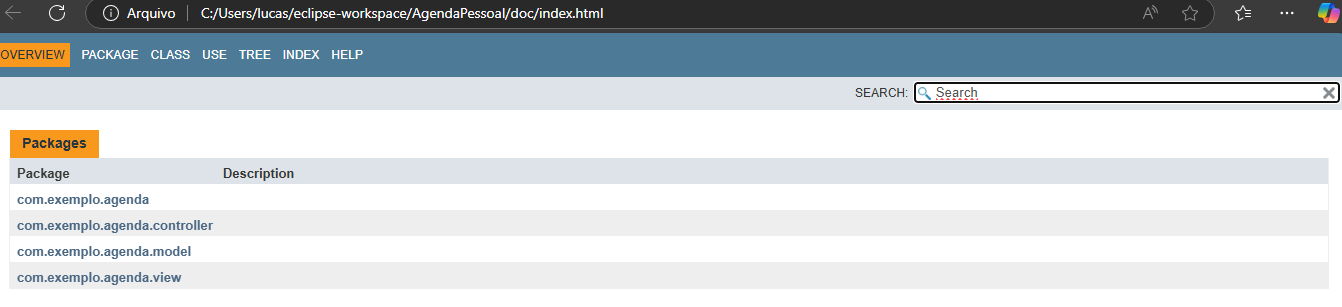 Arquivo C:/Users/lucas/eclipse-workspace/AgendaPessoal/doc/index.html
OVERVIEW PACKAGE CLASS USE TREE INDEX HELP
SEARCH: Search
Packages
Package Description
com.exemplo.agenda
com.exemplo.agenda.controller
com.exemplo.agenda.model
com.exemplo.agenda.view